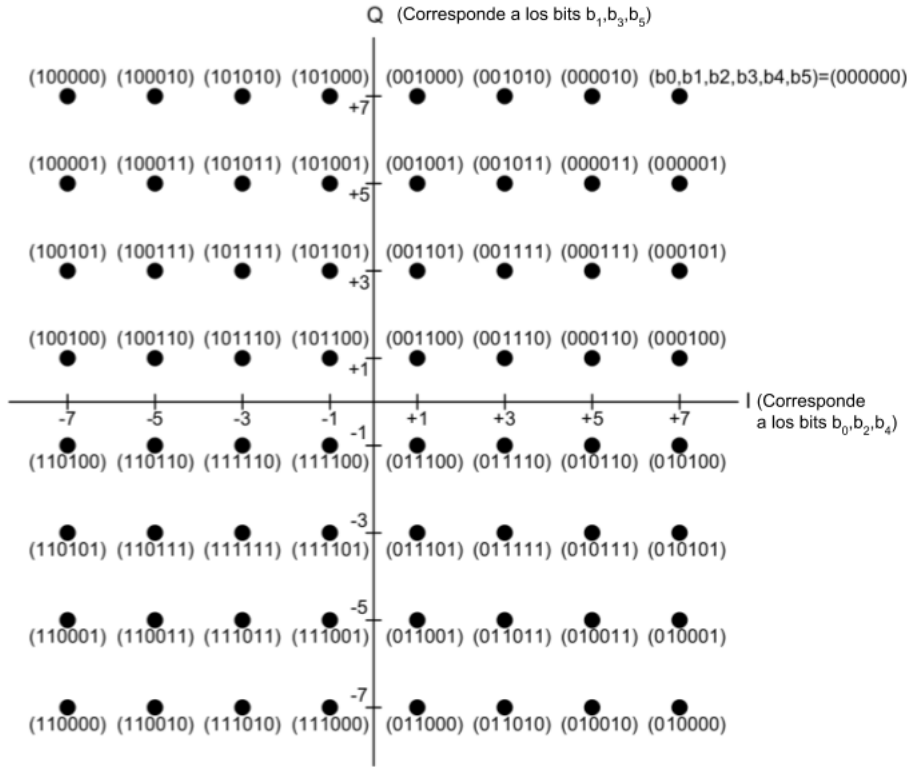 Q (Corresponde a los bits b₁,b₃,b₅)
(100000) (100010) (101010) (101000) (001000) (001010) (000010) (b0,b1,b2,b3,b4,b5)=(000000)
+7
(100001) (100011) (101011) (101001) (001001) (001011) (000011) (000001)
+5
(100101) (100111) (101111) (101101) (001101) (001111) (000111) (000101)
+3
(100100) (100110) (101110) (101100) (001100) (001110) (000110) (000100)
+1
I (Corresponde
a los bits b₀,b₂,b₄)
-7 -5 -3 -1 +1 +3 +5 +7
-1
(110100) (110110) (111110) (111100) (011100) (011110) (010110) (010100)
-3
(110101) (110111) (111111) (111101) (011101) (011111) (010111) (010101)
-5
(110001) (110011) (111011) (111001) (011001) (011011) (010011) (010001)
-7
(110000) (110010) (111010) (111000) (011000) (011010) (010010) (010000)